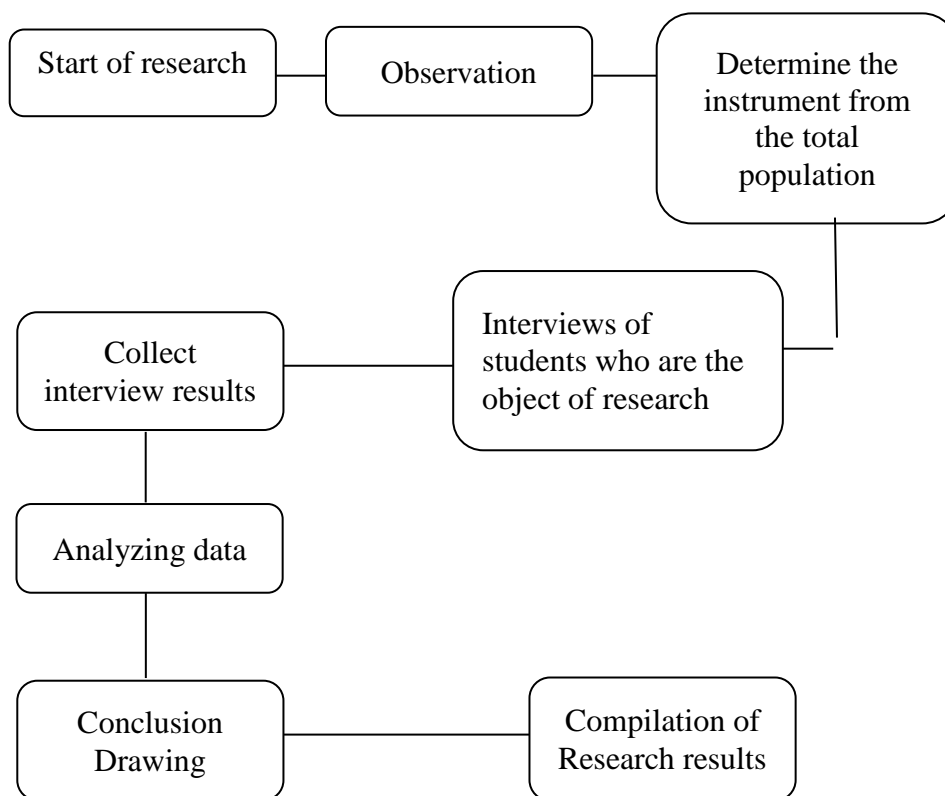 Start of research
Observation
Determine the
instrument from
the total
population
Interviews of
students who are the
object of research
Collect
interview results
Analyzing data
Conclusion
Drawing
Compilation of
Research results